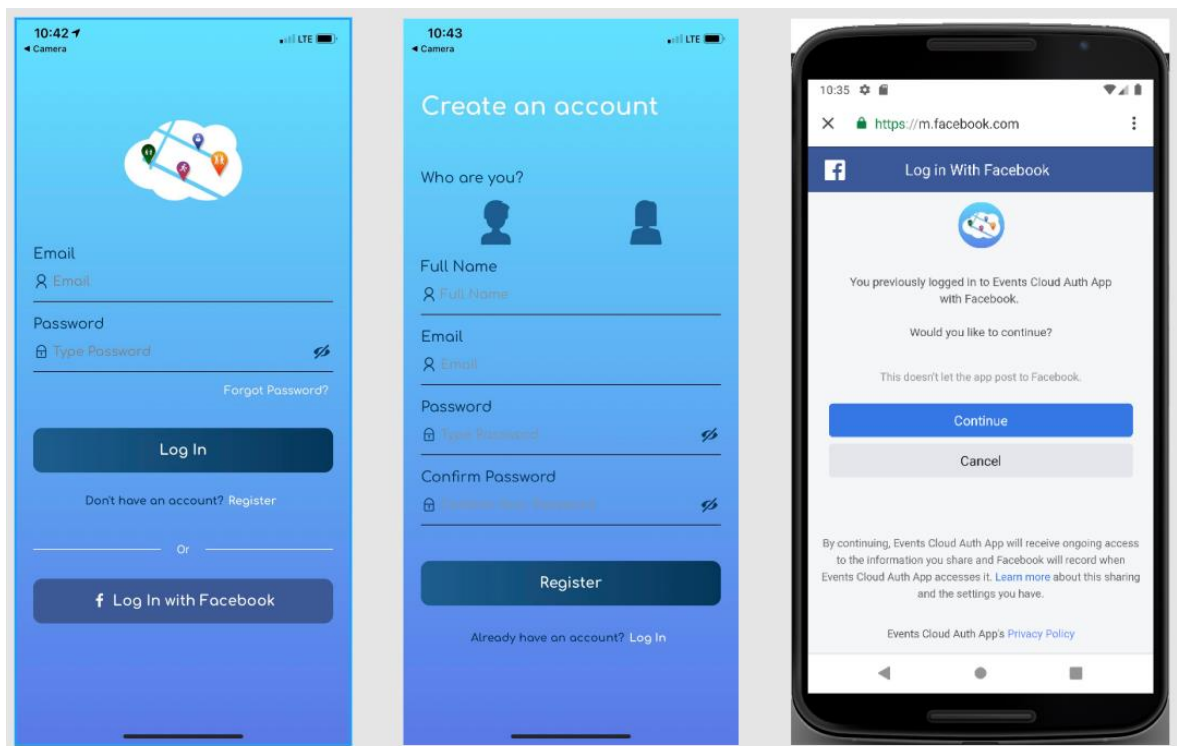 10:42
LTE
Camera
Email
Email
Password
Type Password
Forgot Password?
Log In
Don't have an account? Register
Or
f Log In with Facebook
10:43
LTE
Camera
Create an account
Who are you?
Full Name
Full Name
Email
Email
Password
Type Password
Confirm Password
Password
Register
Already have an account? Log In
10:35
https://m.facebook.com
f Log in With Facebook
You previously logged in to Events Cloud Auth App
with Facebook.
Would you like to continue?
This doesn't let the app post to Facebook.
Continue
Cancel
By continuing, Events Cloud Auth App will receive ongoing access
to the information you share and Facebook will record when
Events Cloud Auth App accesses it. Learn more about this sharing
and the settings you have.
Events Cloud Auth App's Privacy Policy